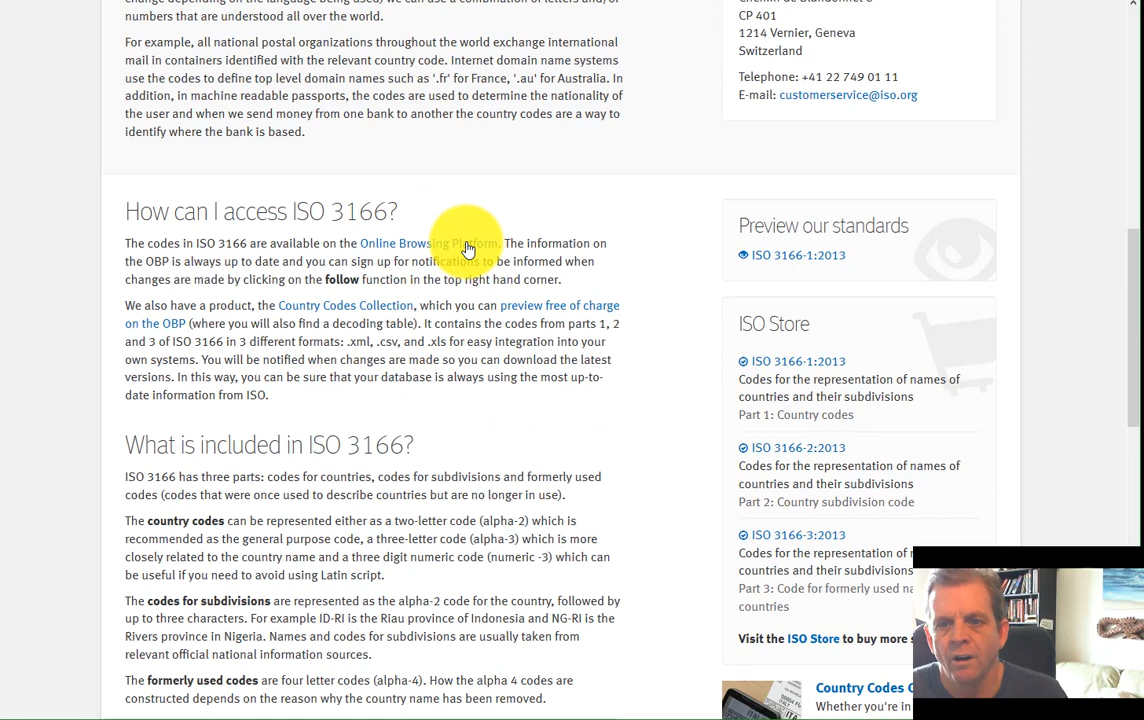 change depending on the language being used) we can use a combination of letters and/or
numbers that are understood all over the world.
For example, all national postal organizations throughout the world exchange international
mail in containers identified with the relevant country code. Internet domain name systems
use the codes to define top level domain names such as '.fr' for France, '.au' for Australia. In
addition, in machine readable passports, the codes are used to determine the nationality of
the user and when we send money from one bank to another the country codes are a way to
identify where the bank is based.
CP 401
1214 Vernier, Geneva
Switzerland
Telephone: +41 22 749 01 11
E-mail: customerservice@iso.org
How can I access ISO 3166?
The codes in ISO 3166 are available on the Online Browsing Platform. The information on
the OBP is always up to date and you can sign up for notifications to be informed when
changes are made by clicking on the follow function in the top right hand corner.
We also have a product, the Country Codes Collection, which you can preview free of charge
on the OBP (where you will also find a decoding table). It contains the codes from parts 1, 2
and 3 of ISO 3166 in 3 different formats: .xml, .csv, and .xls for easy integration into your
own systems. You will be notified when changes are made so you can download the latest
versions. In this way, you can be sure that your database is always using the most up-to-
date information from ISO.
What is included in ISO 3166?
ISO 3166 has three parts: codes for countries, codes for subdivisions and formerly used
codes (codes that were once used to describe countries but are no longer in use).
The country codes can be represented either as a two-letter code (alpha-2) which is
recommended as the general purpose code, a three-letter code (alpha-3) which is more
closely related to the country name and a three digit numeric code (numeric -3) which can
be useful if you need to avoid using Latin script.
The codes for subdivisions are represented as the alpha-2 code for the country, followed by
up to three characters. For example ID-RI is the Riau province of Indonesia and NG-RI is the
Rivers province in Nigeria. Names and codes for subdivisions are usually taken from
relevant official national information sources.
The formerly used codes are four letter codes (alpha-4). How the alpha 4 codes are
constructed depends on the reason why the country name has been removed.
Preview our standards
ISO 3166-1:2013
ISO Store
ISO 3166-1:2013
Codes for the representation of names of
countries and their subdivisions
Part 1: Country codes
ISO 3166-2:2013
Codes for the representation of names of
countries and their subdivisions
Part 2: Country subdivision code
ISO 3166-3:2013
Codes for the representation of
countries and their subdivisions
Part 3: Code for formerly used
countries
Visit the ISO Store to buy more
Country Codes
Whether you're in